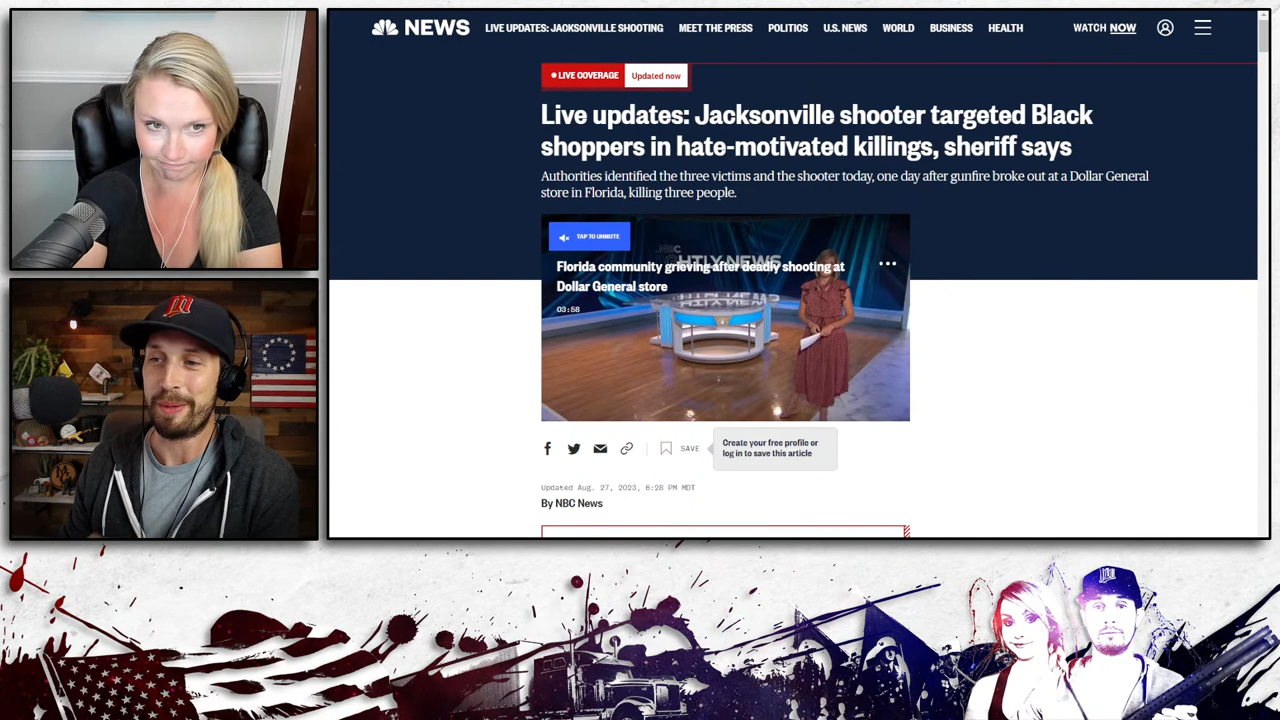 NEWS LIVE UPDATES: JACKSONVILLE SHOOTING MEET THE PRESS POLITICS U.S. NEWS WORLD BUSINESS HEALTH WATCH NOW
LIVE COVERAGE Updated now
Live updates: Jacksonville shooter targeted Black
shoppers in hate-motivated killings, sheriff says
Authorities identified the three victims and the shooter today, one day after gunfire broke out at a Dollar General
store in Florida, killing three people.
TAP TO UNMUTE
Florida community grieving after deadly shooting at
Dollar General store
03:58
SAVE
Create your free profile or
log in to save this article
Updated Aug. 27, 2023, 6:28 PM MDT
By NBC News